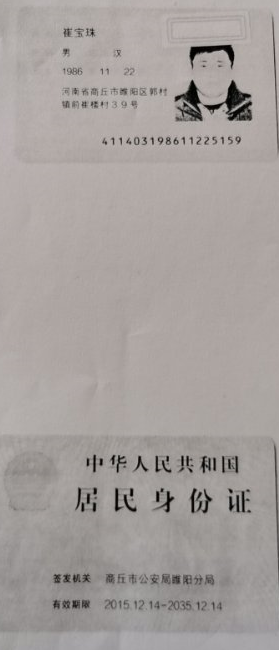 崔宝珠
男 汉
1986 11 22
河南省商丘市睢阳区郭村
镇前崔楼村39号
411403198611225159
中华人民共和国
居民身份证
签发机关 商丘市公安局睢阳分局
有效期限 2015.12.14-2035.12.14